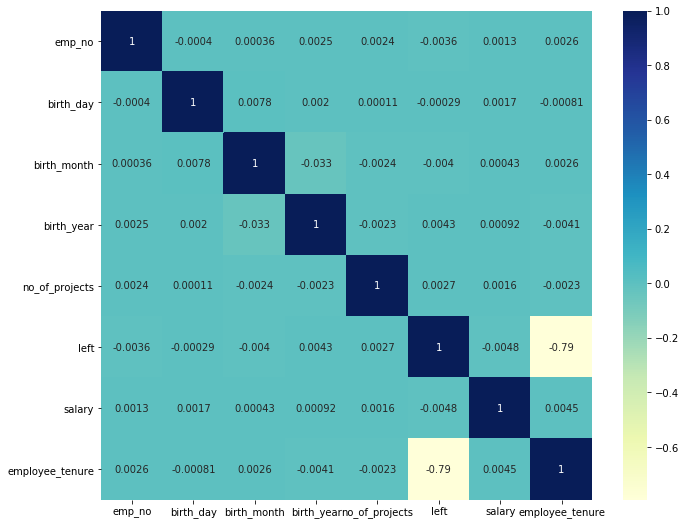 emp_no 1 -0.0004 0.00036 0.0025 0.0024 -0.0036 0.0013 0.0026
birth_day -0.0004 1 0.0078 0.002 0.00011 -0.00029 0.0017 -0.00081
birth_month 0.00036 0.0078 1 -0.033 -0.0024 -0.004 0.00043 0.0026
birth_year 0.0025 0.002 -0.033 1 -0.0023 0.0043 0.00092 -0.0041
no_of_projects 0.0024 0.00011 -0.0024 -0.0023 1 0.0027 0.0016 -0.0023
left -0.0036 -0.00029 -0.004 0.0043 0.0027 1 -0.0048 -0.79
salary 0.0013 0.0017 0.00043 0.00092 0.0016 -0.0048 1 0.0045
employee_tenure 0.0026 -0.00081 0.0026 -0.0041 -0.0023 -0.79 0.0045 1
emp_no birth_day birth_month birth_year no_of_projects left salary employee_tenure
1.0
0.8
0.6
0.4
0.2
0.0
−0.2
−0.4
−0.6